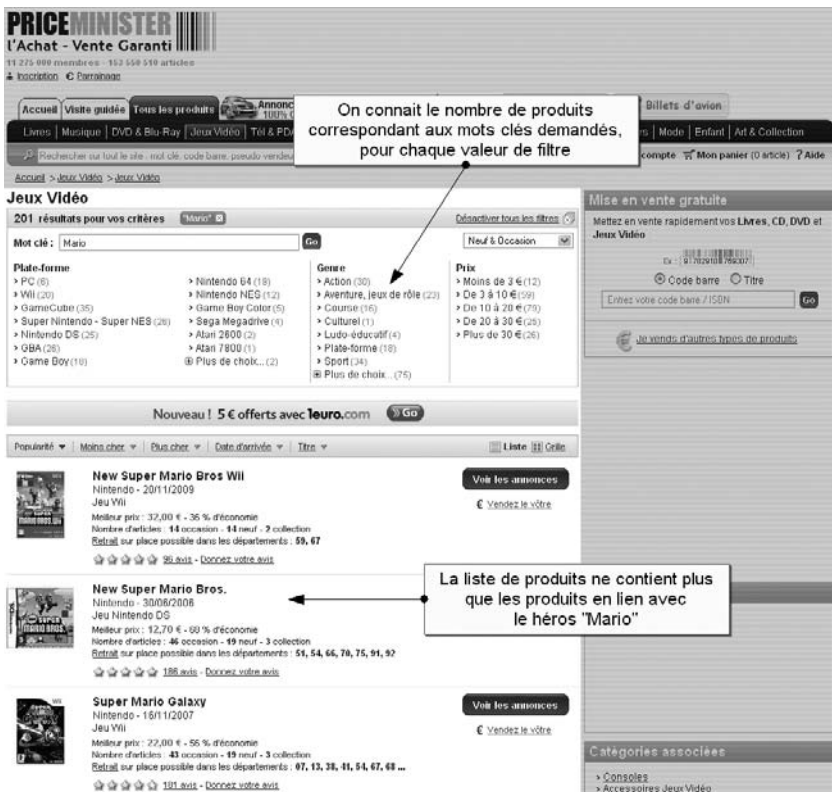 PRICEMINISTER
l'Achat - Vente Garanti
11 275 000 membres - 153 550 510 articles
Inscription € Parrainage
Accueil Visite guidée Tous les produits Annonc 100% Billets d'avion
Livres | Musique | DVD & Blu-Ray | Jeux Vidéo | Tél & PDA | Mode | Enfant | Art & Collection
Rechercher sur tout le site : mot clé, code barre, pseudo vendeu compte Mon panier (0 article) ? Aide
On connait le nombre de produits
correspondant aux mots clés demandés,
pour chaque valeur de filtre
Accueil > Jeux Vidéo > Jeux Vidéo
Jeux Vidéo
201 résultats pour vos critères "Mario" Désactiver tous les filtres
Mot clé : Mario Go Neuf & Occasion
Plate-forme
> PC (6)
> Wii (20)
> GameCube (35)
> Super Nintendo - Super NES (26)
> Nintendo DS (25)
> GBA (26)
> Game Boy (18)
> Nintendo 64 (19)
> Nintendo NES (12)
> Game Boy Color (5)
> Sega Megadrive (4)
> Atari 2600 (2)
> Atari 7800 (1)
Plus de choix... (2)
Genre
> Action (30)
> Aventure, jeux de rôle (23)
> Course (16)
> Culturel (1)
> Ludo-éducatif (4)
> Plate-forme (18)
> Sport (34)
Plus de choix... (75)
Prix
> Moins de 3 € (12)
> De 3 à 10 € (59)
> De 10 à 20 € (79)
> De 20 à 30 € (25)
> Plus de 30 € (26)
Mise en vente gratuite
Mettez en vente rapidement vos Livres, CD, DVD et
Jeux Vidéo
Ex :
Code barre Titre
Entrez votre code barre / ISBN Go
Je vends d'autres types de produits
Nouveau ! 5 € offerts avec 1euro.com Go
Popularité Moins cher Plus cher Date d'arrivée Titre Liste Grille
New Super Mario Bros Wii
Nintendo - 20/11/2009
Jeu Wii
Meilleur prix : 32,00 € - 36 % d'économie
Nombre d'articles : 14 occasion - 14 neuf - 2 collection
Retrait sur place possible dans les départements : 59, 67
96 avis - Donnez votre avis
Voir les annonces
€ Vendez le vôtre
New Super Mario Bros.
Nintendo - 30/06/2006
Jeu Nintendo DS
Meilleur prix : 12,70 € - 68 % d'économie
Nombre d'articles : 46 occasion - 19 neuf - 3 collection
Retrait sur place possible dans les départements : 51, 54, 66, 70, 75, 91, 92
186 avis - Donnez votre avis
La liste de produits ne contient plus
que les produits en lien avec
le héros "Mario"
Super Mario Galaxy
Nintendo - 16/11/2007
Jeu Wii
Meilleur prix : 22,00 € - 56 % d'économie
Nombre d'articles : 43 occasion - 19 neuf - 3 collection
Retrait sur place possible dans les départements : 07, 13, 38, 41, 54, 67, 68 ...
181 avis - Donnez votre avis
Voir les annonces
€ Vendez le vôtre
Catégories associées
> Consoles
> Accessoires Jeux Vidéo